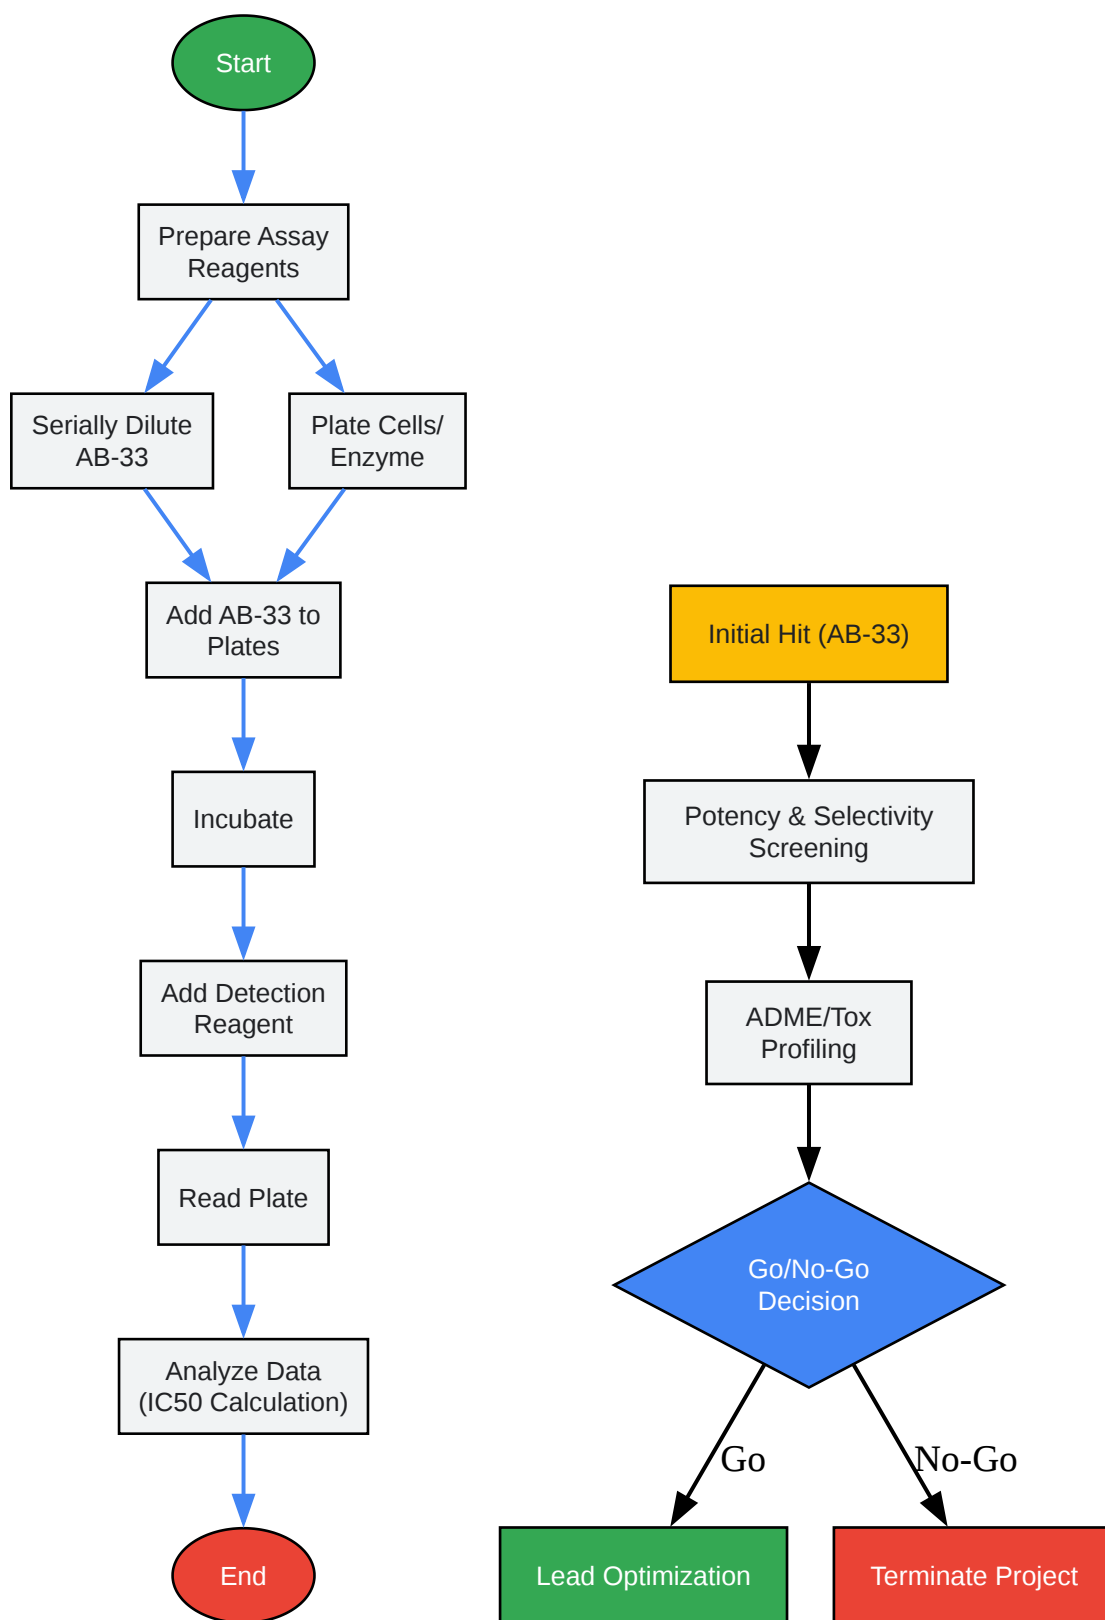 Start
Prepare Assay
Reagents
Serially Dilute
AB-33
Plate Cells/
Enzyme
Add AB-33 to
Plates
Incubate
Add Detection
Reagent
Read Plate
Analyze Data
(IC50 Calculation)
End
Initial Hit (AB-33)
Potency & Selectivity
Screening
ADME/Tox
Profiling
Go/No-Go
Decision
Go
No-Go
Lead Optimization
Terminate Project